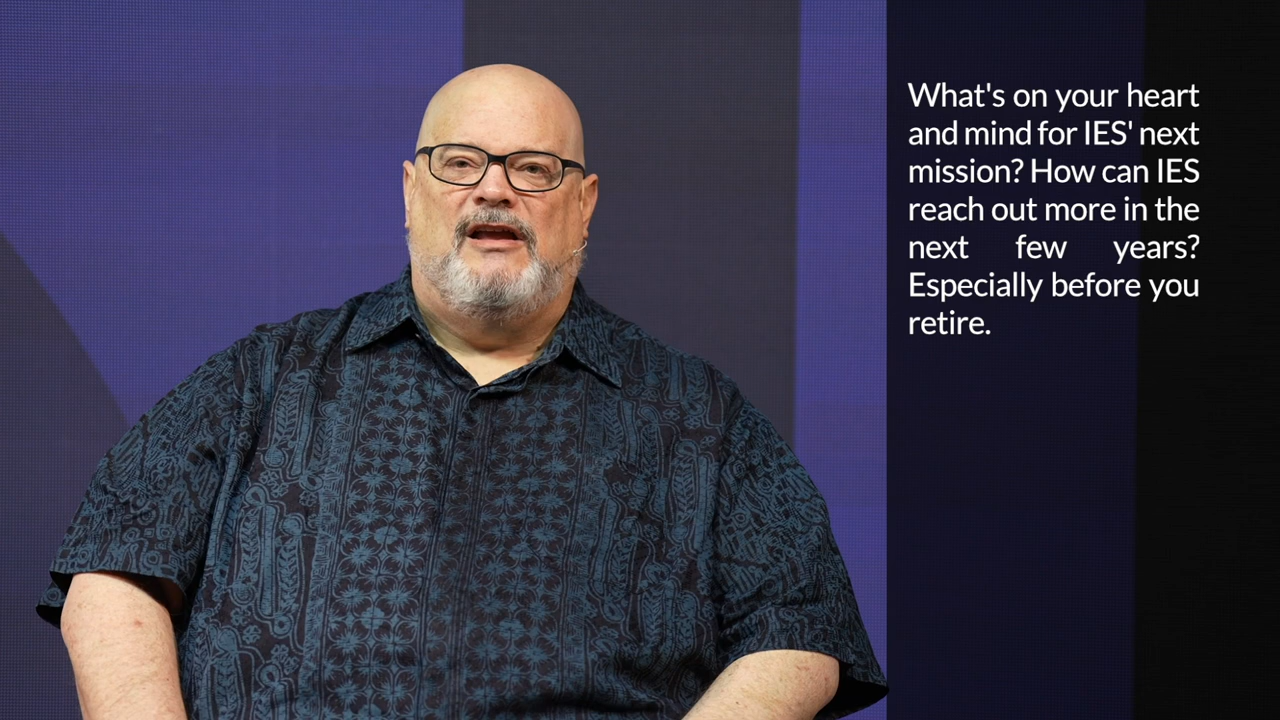 What's on your heart
and mind for IES' next
mission? How can IES
reach out more in the
next few years?
Especially before you
retire.